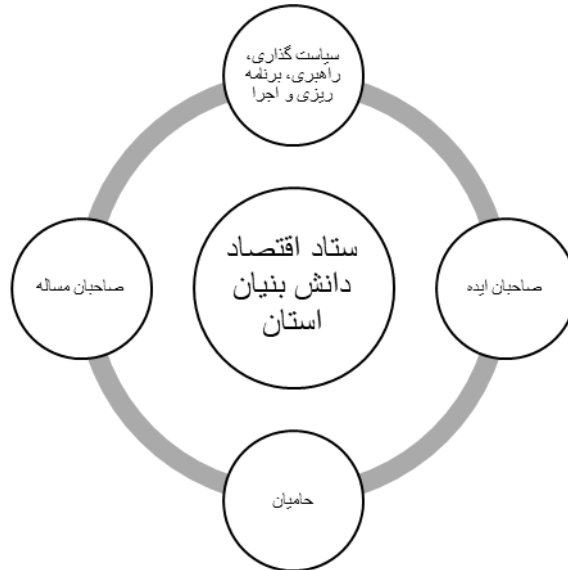 سیاست گذاری،
راهبری، برنامه
ریزی و اجرا
ستاد اقتصاد
دانش بنیان
استان
صاحبان ایده
صاحبان مساله
حامیان